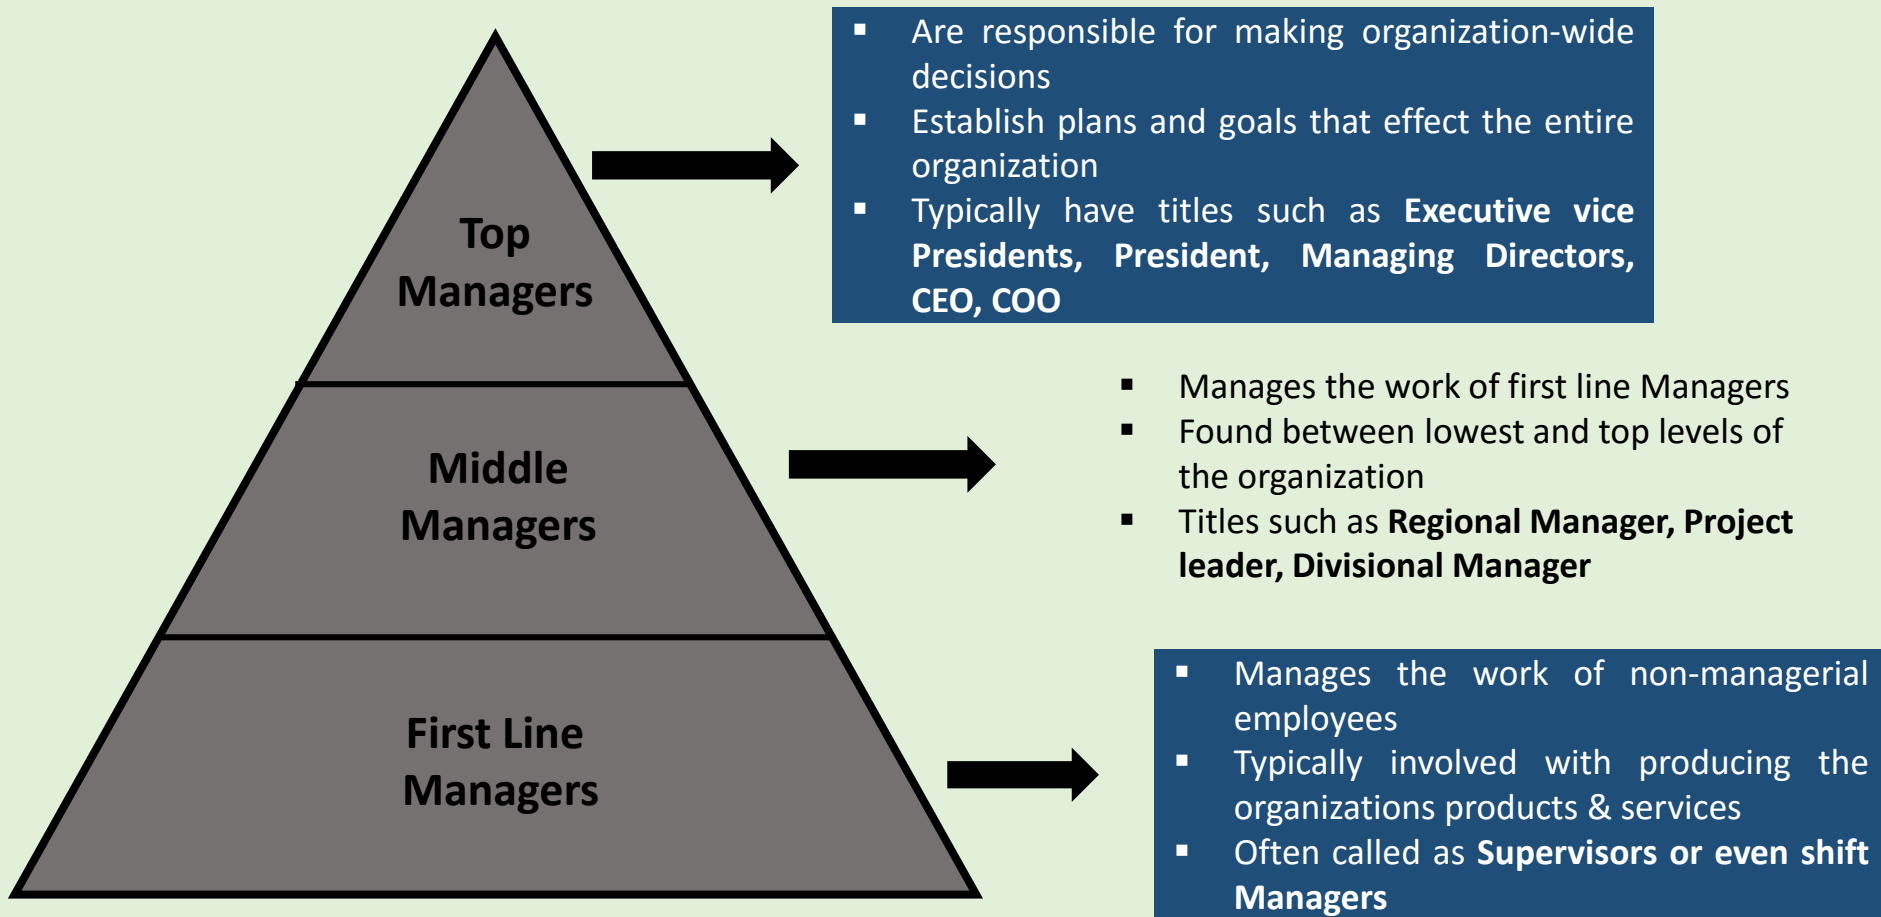 Top
Managers
▪ Are responsible for making organization-wide
decisions
▪ Establish plans and goals that effect the entire
organization
▪ Typically have titles such as Executive vice
Presidents, President, Managing Directors,
CEO, COO
Middle
Managers
▪ Manages the work of first line Managers
▪ Found between lowest and top levels of
the organization
▪ Titles such as Regional Manager, Project
leader, Divisional Manager
First Line
Managers
▪ Manages the work of non-managerial
employees
▪ Typically involved with producing the
organizations products & services
▪ Often called as Supervisors or even shift
Managers